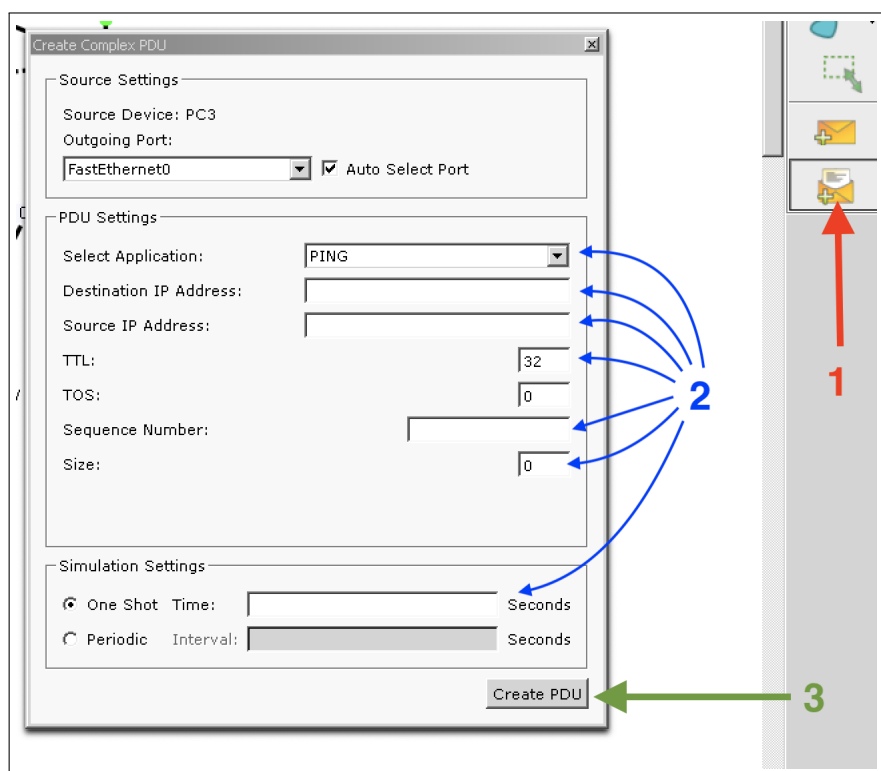 Create Complex PDU
Source Settings
Source Device: PC3
Outgoing Port:
FastEthernet0 Auto Select Port
PDU Settings
Select Application: PING
Destination IP Address:
Source IP Address:
TTL: 32
TOS: 0
Sequence Number:
Size: 0
Simulation Settings
One Shot Time: Seconds
Periodic Interval: Seconds
Create PDU
1
2
3